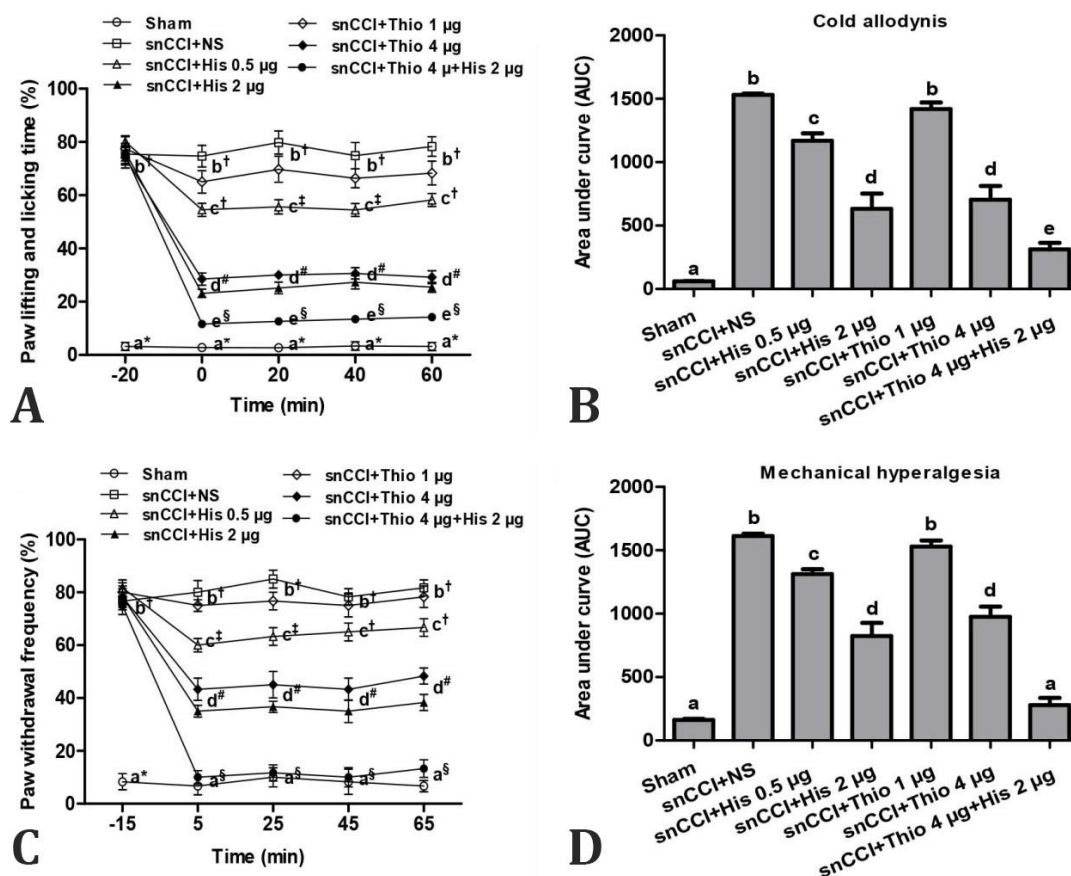 Sham
snCCI+NS
snCCI+His 0.5 µg
snCCI+His 2 µg
snCCI+Thio 1 µg
snCCI+Thio 4 µg
snCCI+Thio 4 µ+His 2 µg
Paw lifting and licking time (%)
100
80
60
40
20
0
b† b† b† b† b†
c† c‡ c‡ c†
d# d# d# d#
e§ e§ e§ e§
a* a* a* a* a*
-20 0 20 40 60
Time (min)
A
Cold allodynis
Area under curve (AUC)
2000
1500
1000
500
0
a b c d b d e
Sham
snCCI+NS
snCCI+His 0.5 µg
snCCI+His 2 µg
snCCI+Thio 1 µg
snCCI+Thio 4 µg
snCCI+Thio 4 µg+His 2 µg
B
Sham
snCCI+NS
snCCI+His 0.5 µg
snCCI+His 2 µg
snCCI+Thio 1 µg
snCCI+Thio 4 µg
snCCI+Thio 4 µg+His 2 µg
Paw withdrawal frequency (%)
100
80
60
40
20
0
b† b† b† b† b†
c‡ c‡ c† c†
d# d# d# d#
a* a§ a§ a§ a§
-15 5 25 45 65
Time (min)
C
Mechanical hyperalgesia
Area under curve (AUC)
2000
1500
1000
500
0
a b c d b d a
Sham
snCCI+NS
snCCI+His 0.5 µg
snCCI+His 2 µg
snCCI+Thio 1 µg
snCCI+Thio 4 µg
snCCI+Thio 4 µg+His 2 µg
D